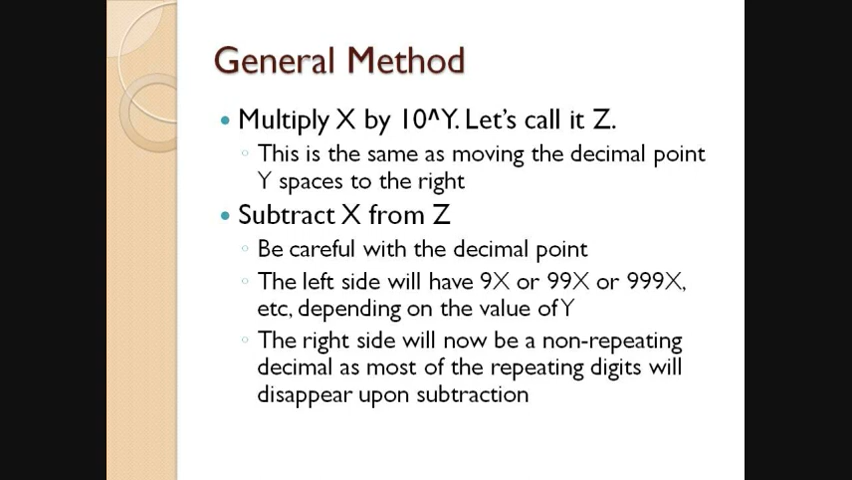 General Method
Multiply X by 10^Y. Let's call it Z.
This is the same as moving the decimal point
Y spaces to the right
Subtract X from Z
Be careful with the decimal point
The left side will have 9X or 99X or 999X,
etc, depending on the value of Y
The right side will now be a non-repeating
decimal as most of the repeating digits will
disappear upon subtraction